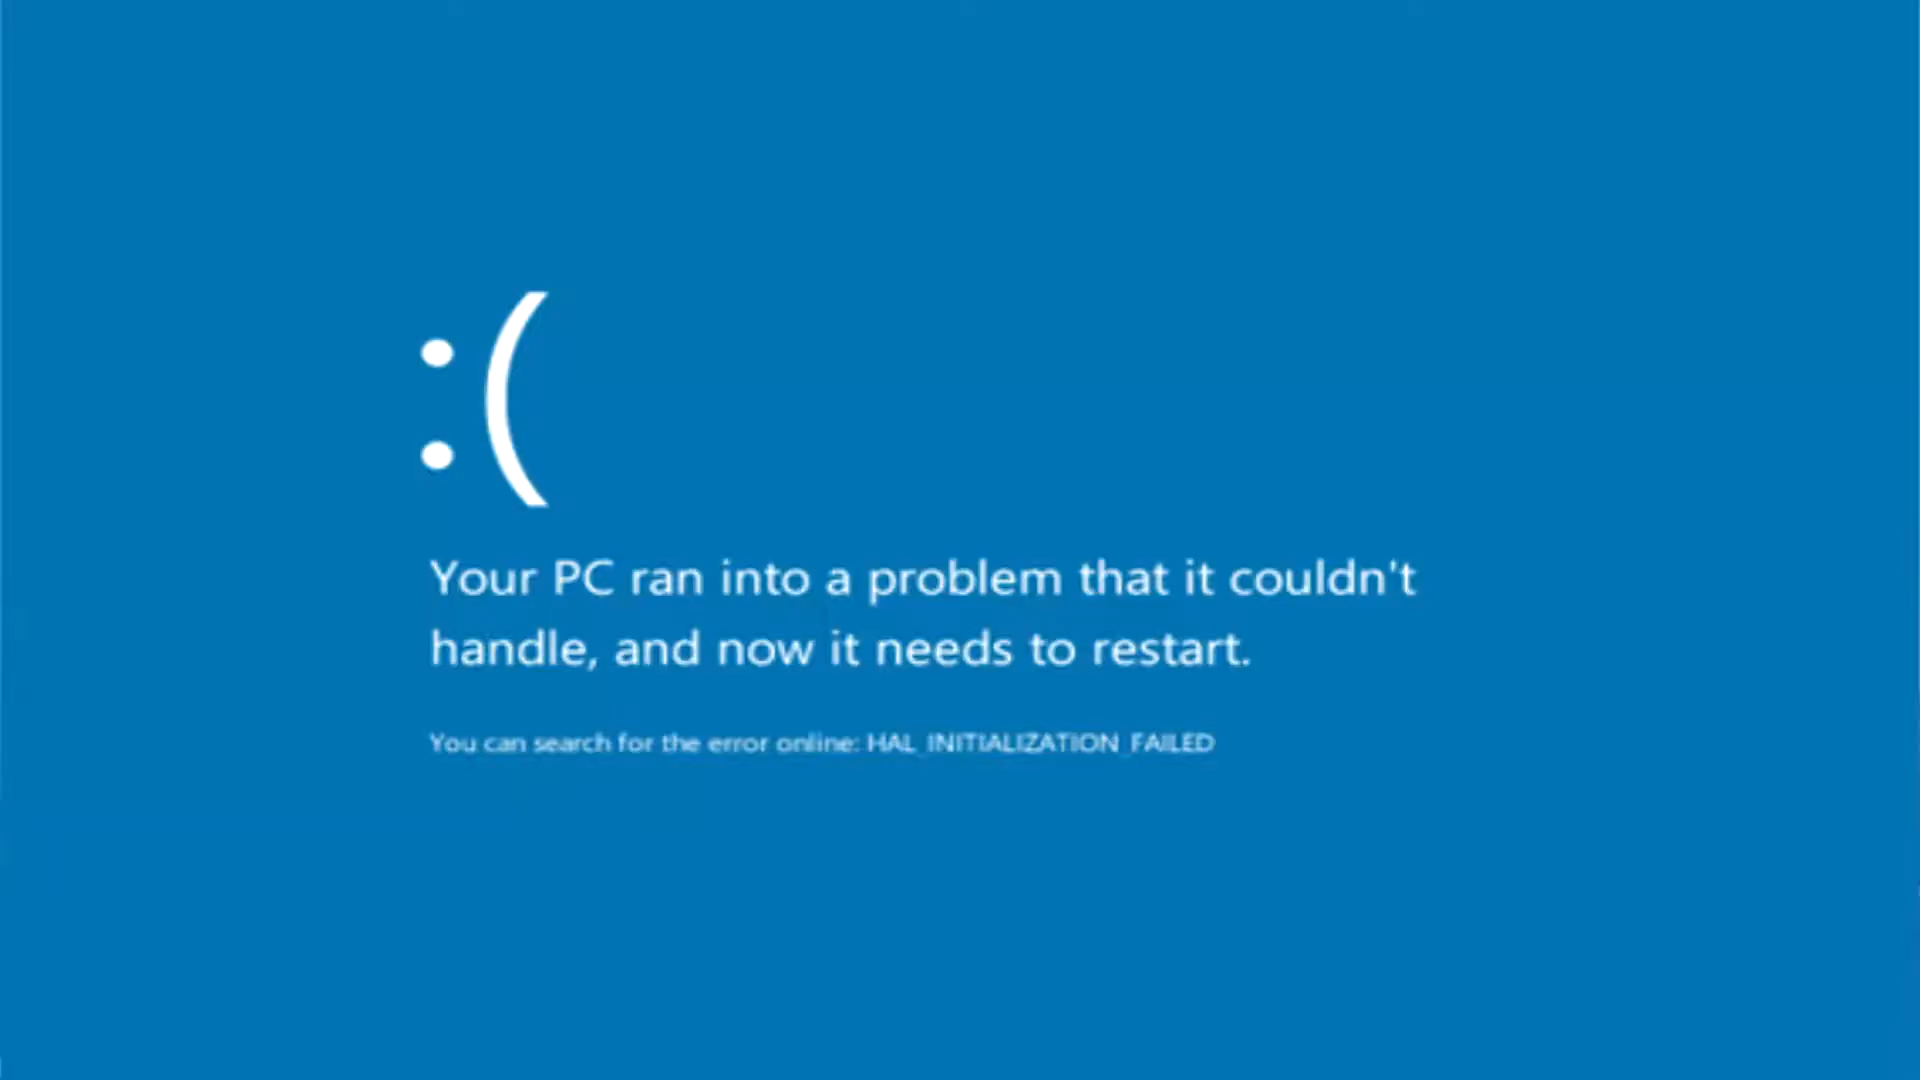 :(
Your PC ran into a problem that it couldn't
handle, and now it needs to restart.
You can search for the error online: HAL_INITIALIZATION_FAILED